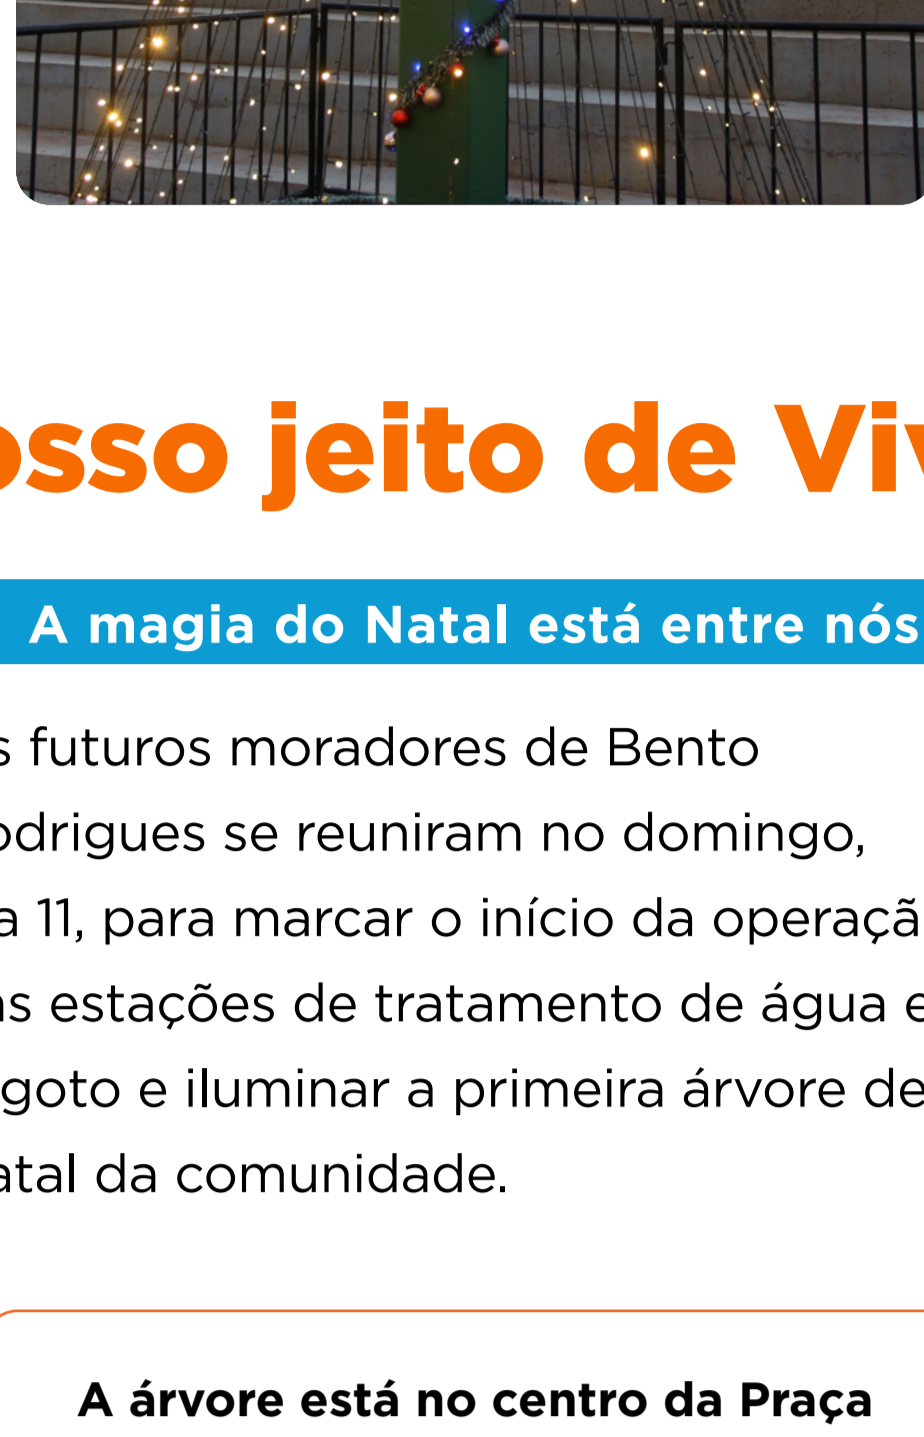 osso jeito de Viv
A magia do Natal está entre nós
s futuros moradores de Bento
odrigues se reuniram no domingo,
a 11, para marcar o início da operaçã
as estações de tratamento de água e
goto e iluminar a primeira árvore de
atal da comunidade.
A árvore está no centro da Praça